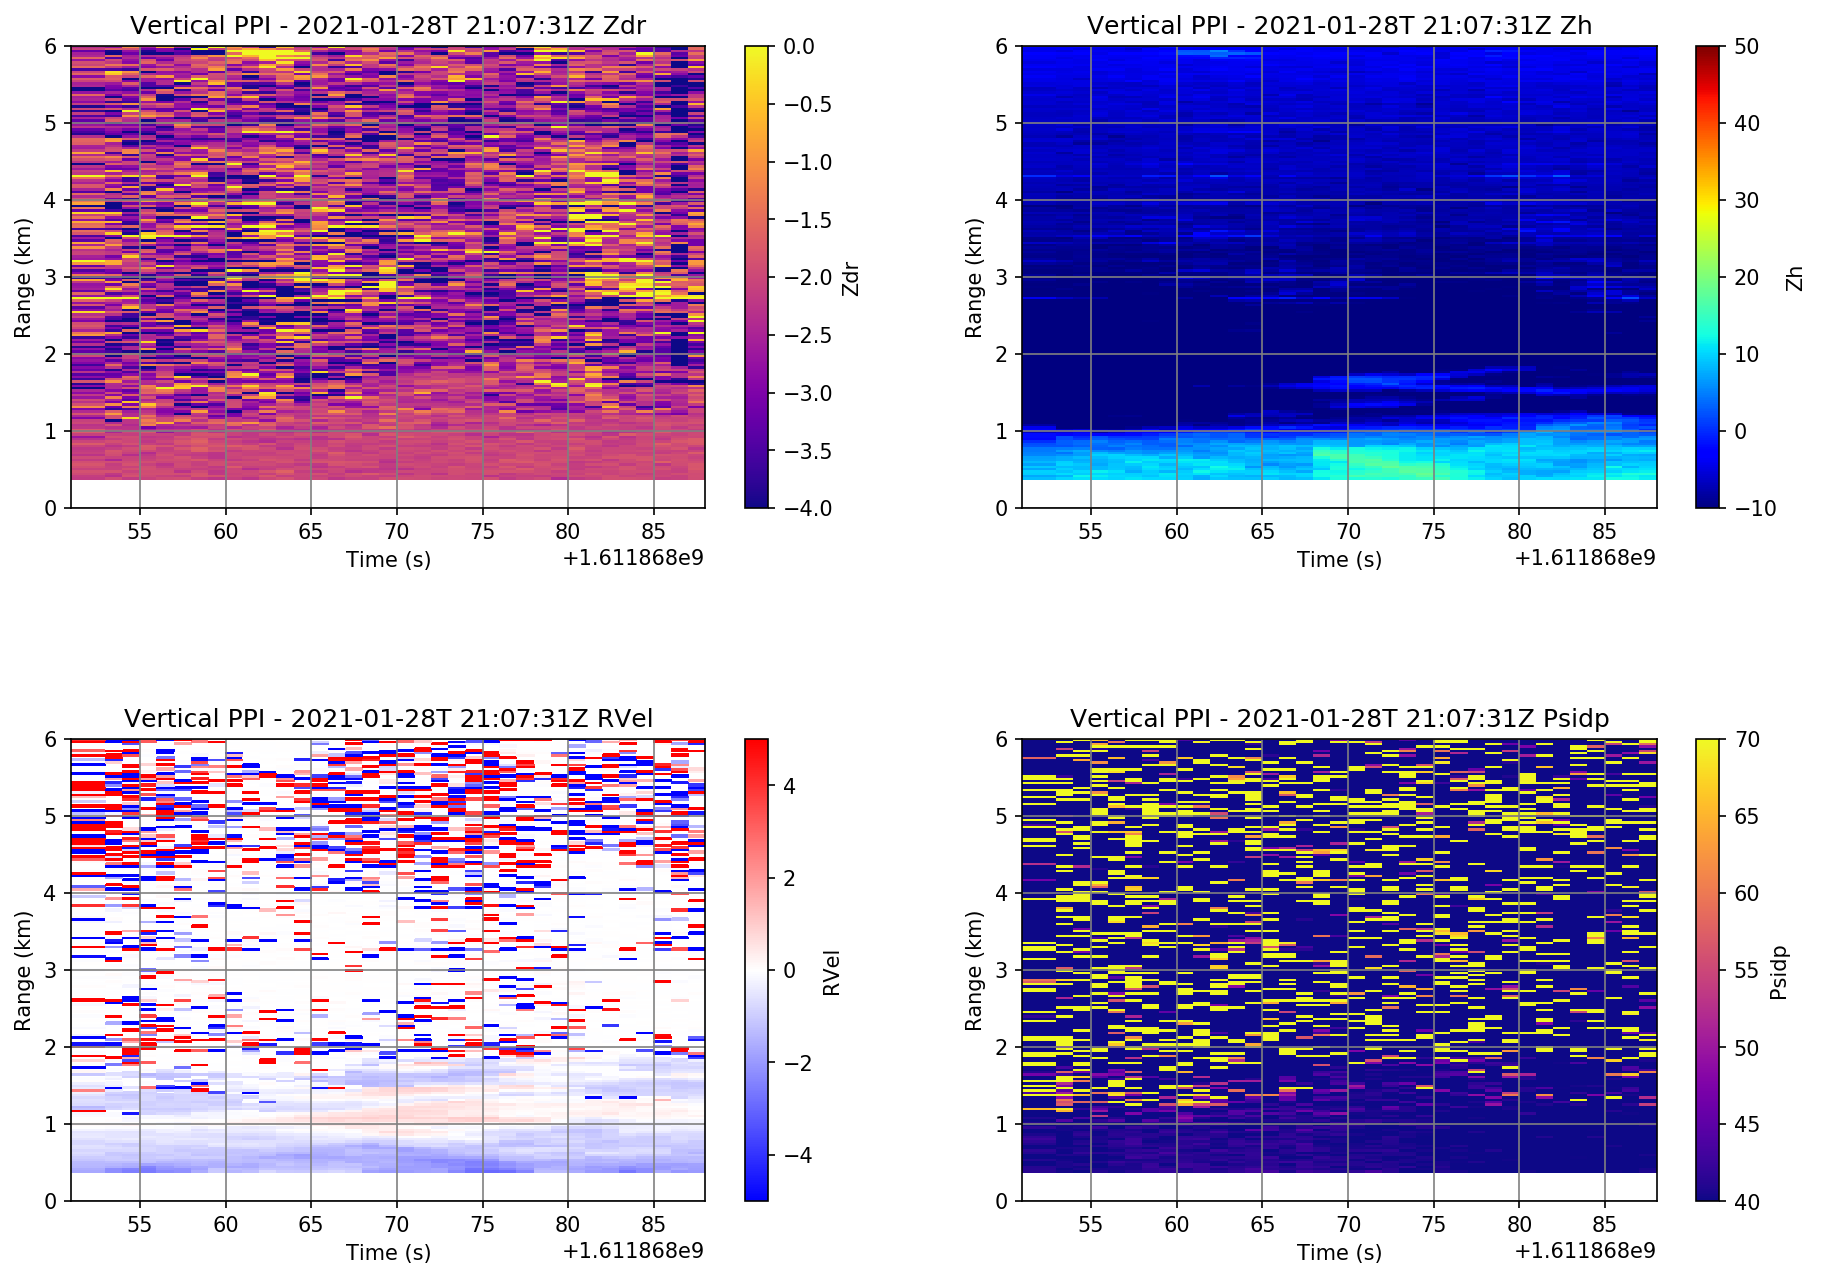 Vertical PPI - 2021-01-28T 21:07:31Z Zdr
6
5
4
3
2
1
0
Range (km)
55 60 65 70 75 80 85
Time (s)
+1.611868e9
0.0
−0.5
−1.0
−1.5
−2.0
−2.5
−3.0
−3.5
−4.0
Zdr
Vertical PPI - 2021-01-28T 21:07:31Z Zh
6
5
4
3
2
1
0
Range (km)
55 60 65 70 75 80 85
Time (s)
+1.611868e9
50
40
30
20
10
0
−10
Zh
Vertical PPI - 2021-01-28T 21:07:31Z RVel
6
5
4
3
2
1
0
Range (km)
55 60 65 70 75 80 85
Time (s)
+1.611868e9
4
2
0
−2
−4
RVel
Vertical PPI - 2021-01-28T 21:07:31Z Psidp
6
5
4
3
2
1
0
Range (km)
55 60 65 70 75 80 85
Time (s)
+1.611868e9
70
65
60
55
50
45
40
Psidp